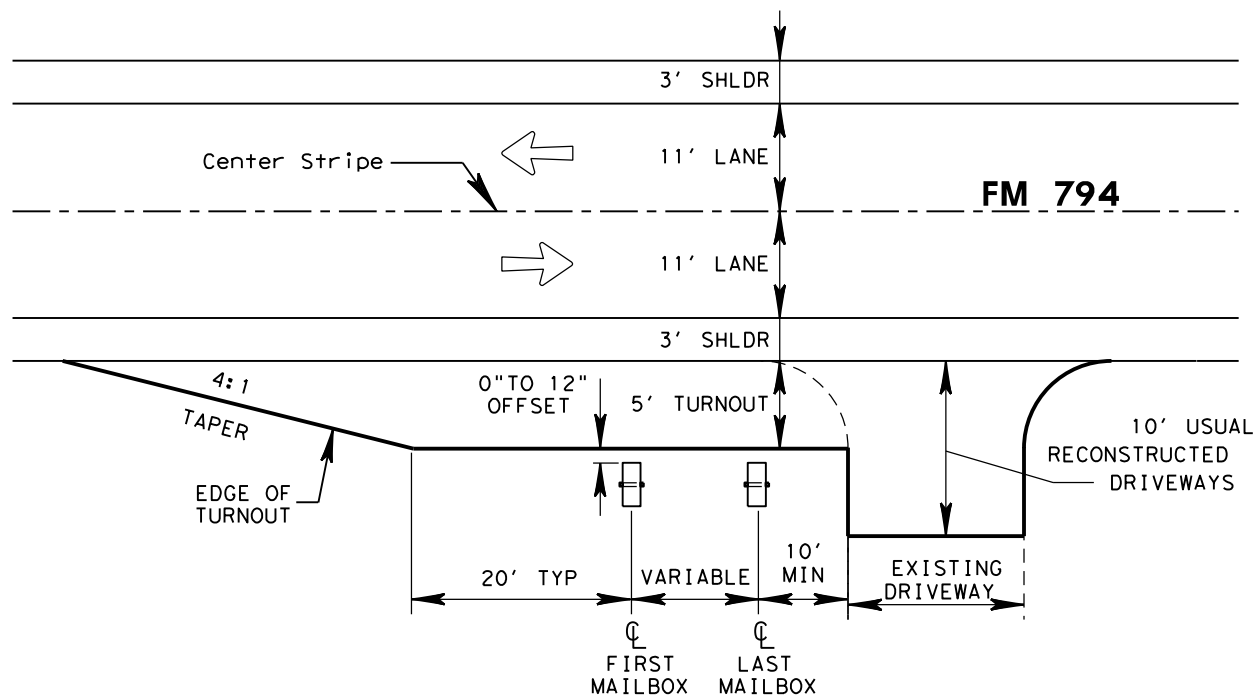 3' SHLDR
11' LANE
Center Stripe
FM 794
11' LANE
3' SHLDR
4:1
TAPER
0"TO 12"
OFFSET
5' TURNOUT
10' USUAL
RECONSTRUCTED
DRIVEWAYS
EDGE OF
TURNOUT
20' TYP
VARIABLE
10'
MIN
EXISTING
DRIVEWAY
℄
FIRST
MAILBOX
℄
LAST
MAILBOX